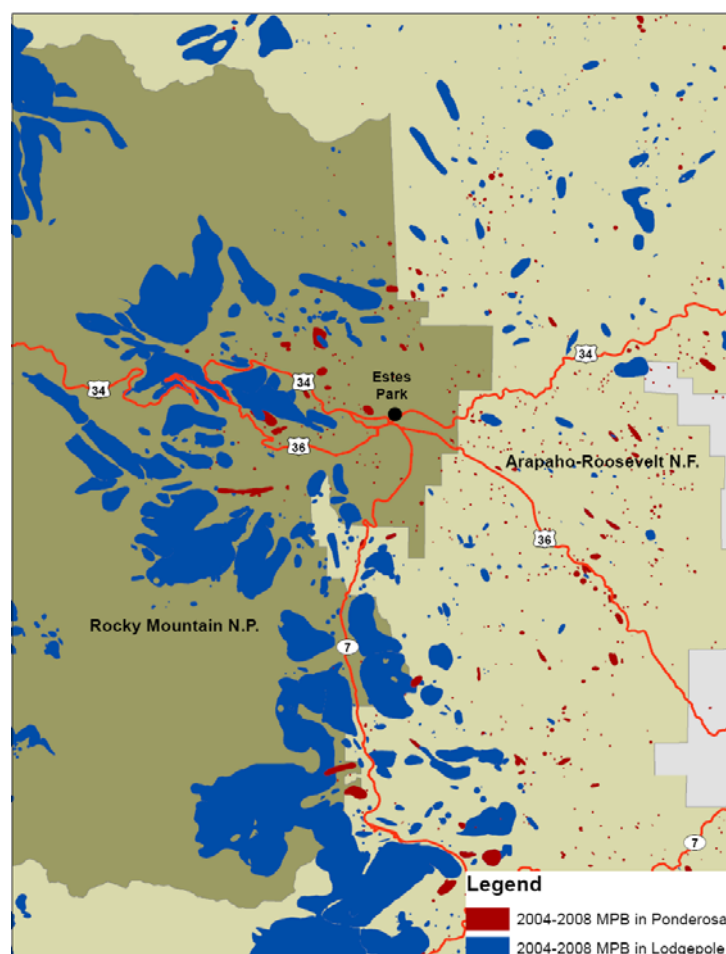 34
34
34
Estes
Park
36
Arapaho-Roosevelt N.F.
36
Rocky Mountain N.P.
7
7
Legend
2004-2008 MPB in Ponderosa
2004-2008 MPB in Lodgepole